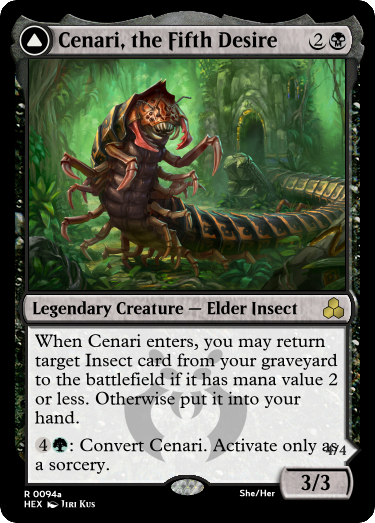 Cenari, the Fifth Desire 2
Legendary Creature — Elder Insect
When Cenari enters, you may return
target Insect card from your graveyard
to the battlefield if it has mana value 2
or less. Otherwise put it into your
hand.
4: Convert Cenari. Activate only as
a sorcery.
4/4
3/3
R 0094a
HEX Jiri Kus
She/Her